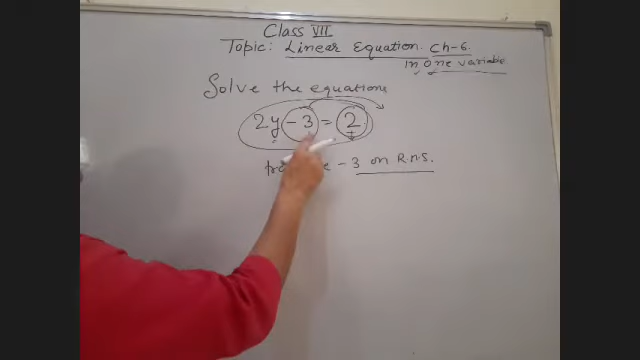 Class VII
Topic: Linear Equation Ch-6.
in One variable
Solve the equations
2y - 3 = 2
- 3 on R.H.S.